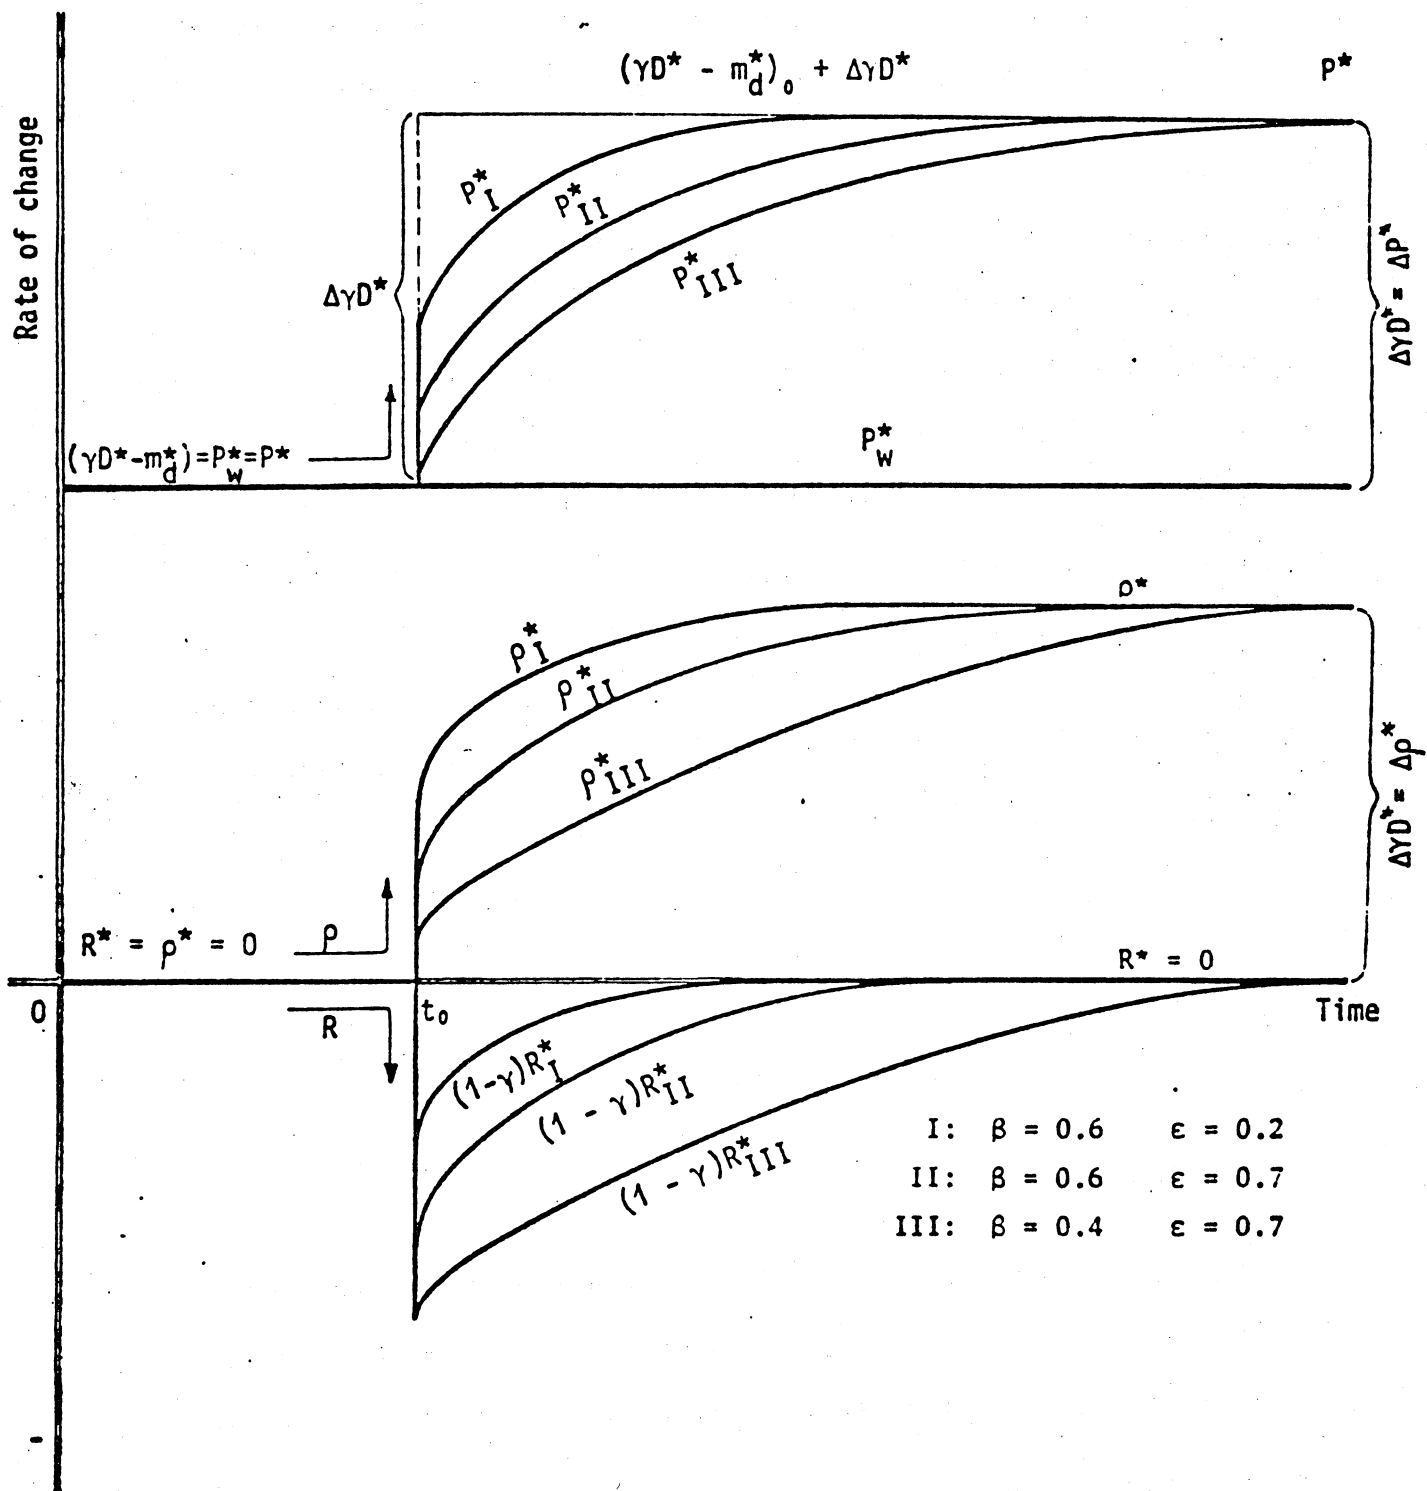 (γD* - m*d)₀ + ΔγD*
P*
Rate of change
P*I
P*II
P*III
ΔγD*
ΔγD* = ΔP*
(γD*-m*d)=P*w=P*
P*w
ρ*
ρ*I
ρ*II
ρ*III
ΔγD* = Δρ*
R* = ρ* = 0
ρ
R* = 0
0
R
t₀
Time
(1-γ)R*I
(1 - γ)R*II
(1 - γ)R*III
I: β = 0.6 ε = 0.2
II: β = 0.6 ε = 0.7
III: β = 0.4 ε = 0.7
-